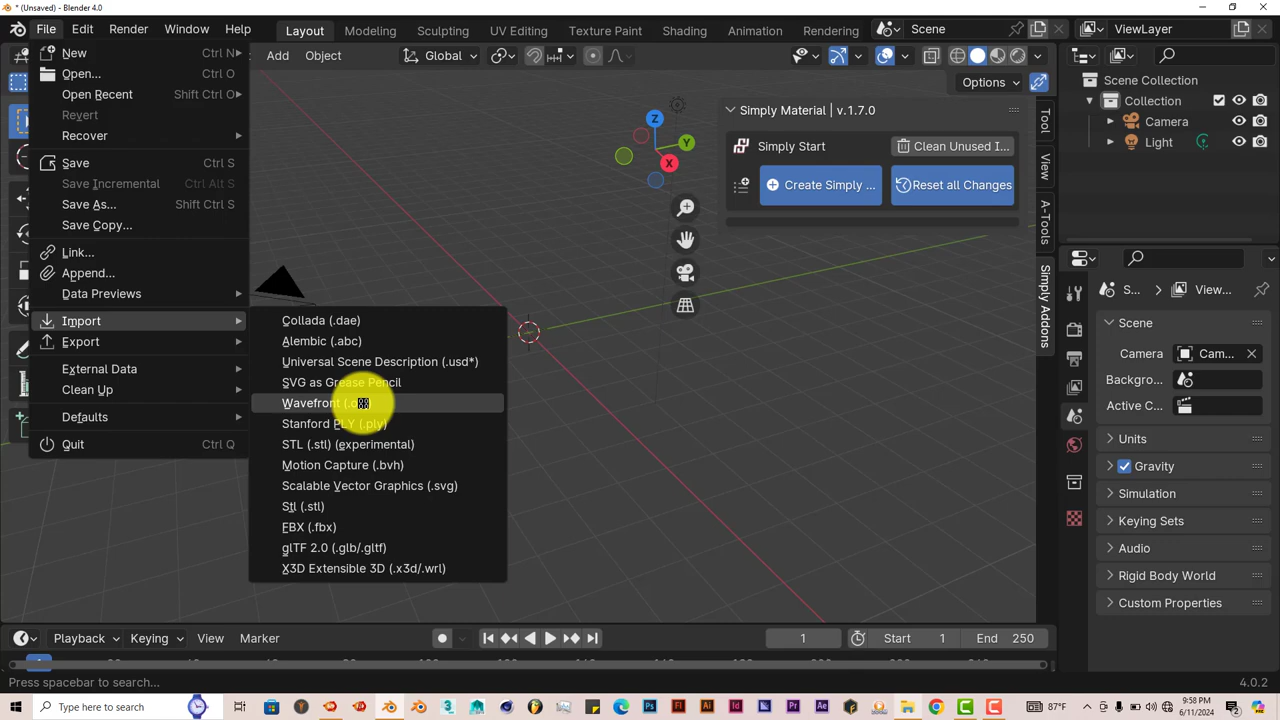 * (Unsaved) - Blender 4.0
File Edit Render Window Help Layout Modeling Sculpting UV Editing Texture Paint Shading Animation Rendering Scene ViewLayer
New Ctrl N
Open... Ctrl O
Open Recent Shift Ctrl O
Revert
Recover
Save Ctrl S
Save Incremental Ctrl Alt S
Save As... Shift Ctrl S
Save Copy...
Link...
Append...
Data Previews
Import
Export
External Data
Clean Up
Defaults
Quit Ctrl Q
Collada (.dae)
Alembic (.abc)
Universal Scene Description (.usd*)
SVG as Grease Pencil
Wavefront
Stanford PLY (.ply)
STL (.stl) (experimental)
Motion Capture (.bvh)
Scalable Vector Graphics (.svg)
Stl (.stl)
FBX (.fbx)
glTF 2.0 (.glb/.gltf)
X3D Extensible 3D (.x3d/.wrl)
Add Object Global
Options
Z
Y
X
Simply Material | v.1.7.0
Simply Start Clean Unused I...
Create Simply ... Reset all Changes
Tool
View
A-Tools
Simply Addons
Scene Collection
Collection
Camera
Light
S... View...
Scene
Camera Cam...
Backgro...
Active C...
Units
Gravity
Simulation
Keying Sets
Audio
Rigid Body World
Custom Properties
Playback Keying View Marker 1 Start 1 End 250
Press spacebar to search... 4.0.2
Type here to search 87°F 9:58 PM
6/11/2024